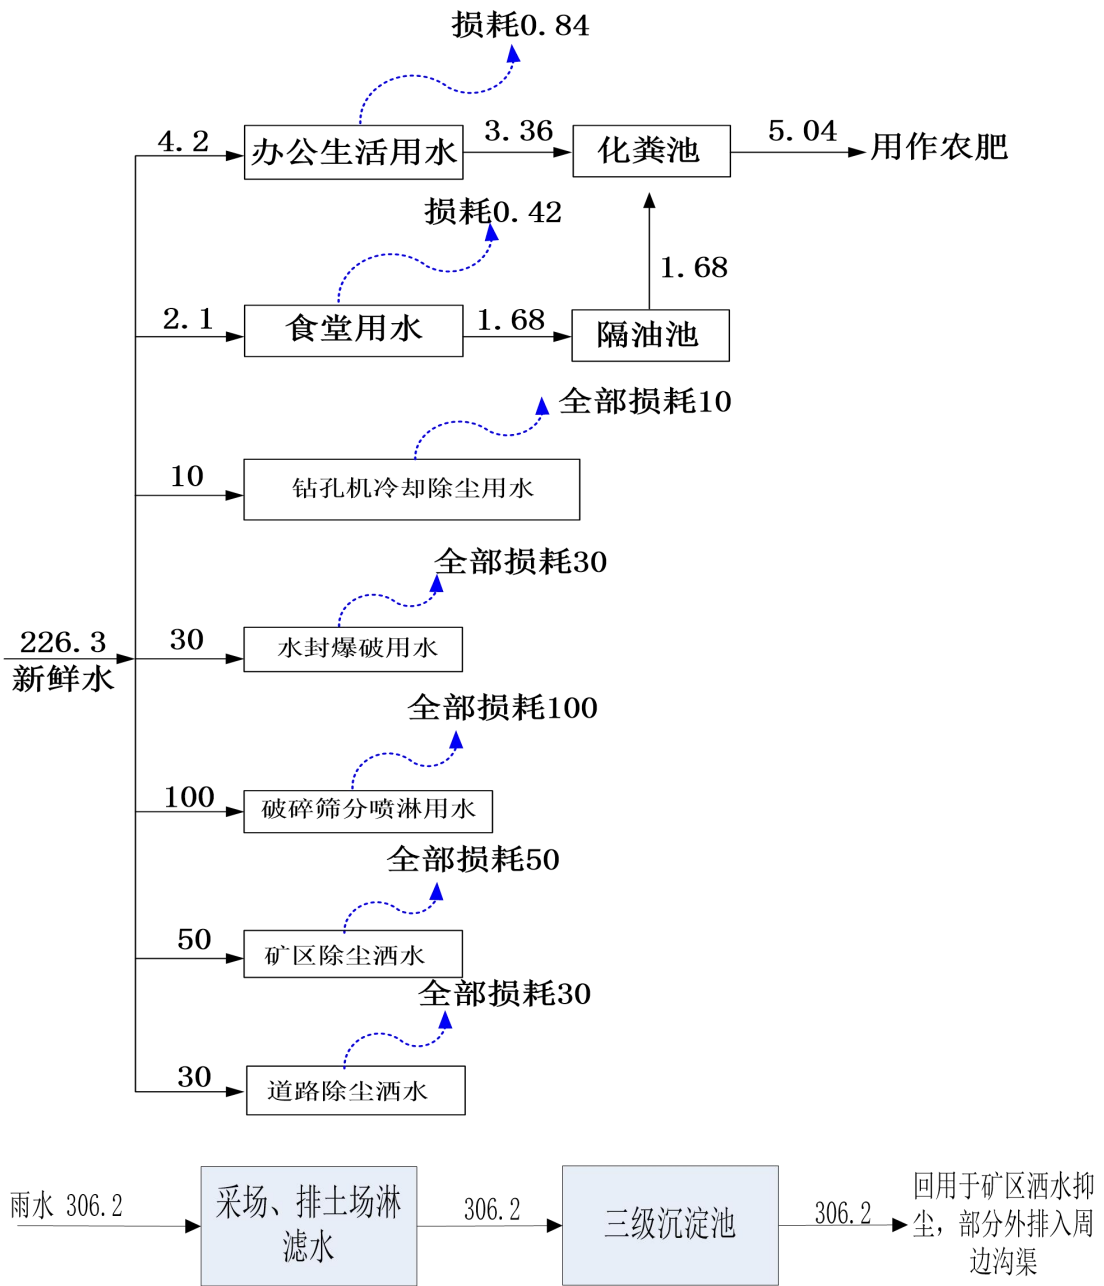 损耗0.84
4.2
办公生活用水
3.36
化粪池
5.04
用作农肥
损耗0.42
2.1
食堂用水
1.68
隔油池
1.68
全部损耗10
10
钻孔机冷却除尘用水
全部损耗30
226.3
新鲜水
30
水封爆破用水
全部损耗100
100
破碎筛分喷淋用水
全部损耗50
50
矿区除尘洒水
全部损耗30
30
道路除尘洒水
雨水 306.2
采场、排土场淋
滤水
306.2
三级沉淀池
306.2
回用于矿区洒水抑
尘，部分外排入周
边沟渠